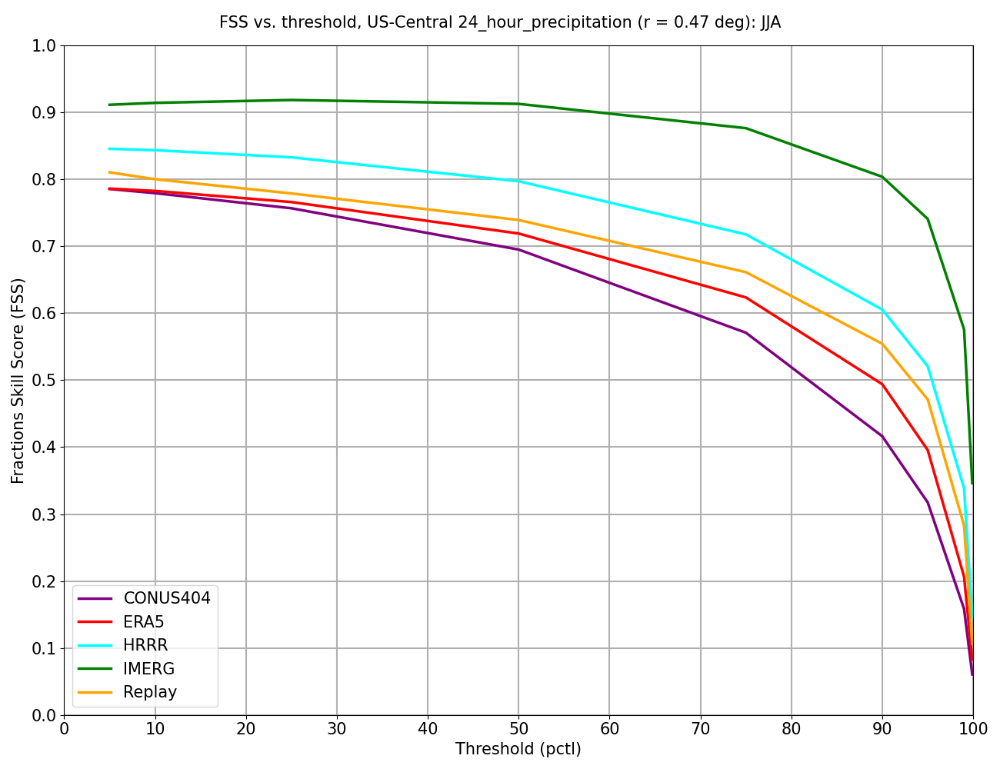 FSS vs. threshold, US-Central 24_hour_precipitation (r = 0.47 deg): JJA
Fractions Skill Score (FSS)
1.0
0.9
0.8
0.7
0.6
0.5
0.4
0.3
0.2
0.1
0.0
CONUS404
ERA5
HRRR
IMERG
Replay
0 10 20 30 40 50 60 70 80 90 100
Threshold (pctl)